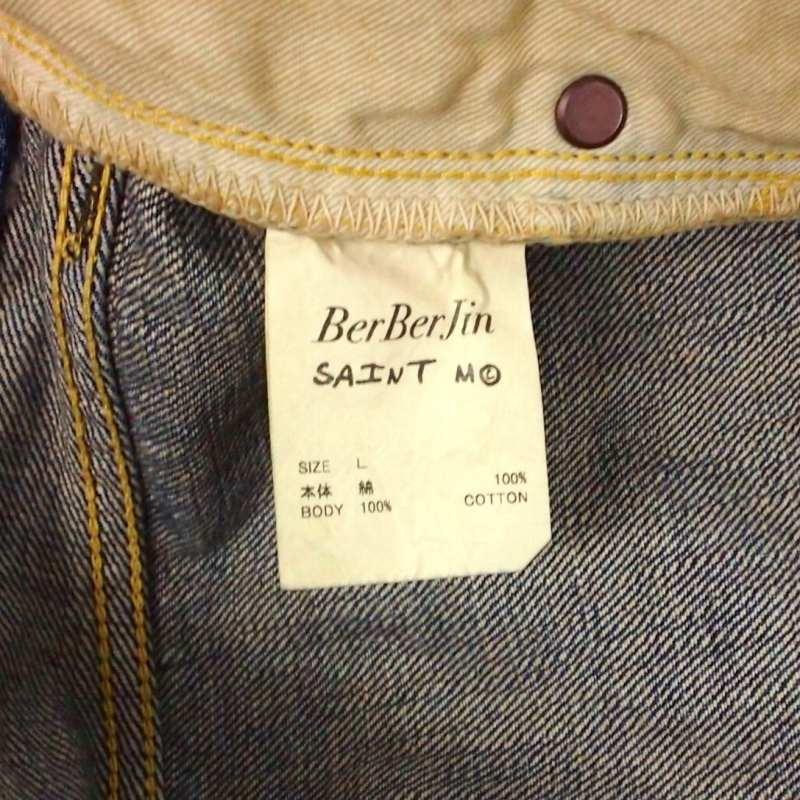 BerBerJin
SAINT M©
SIZE L
本体 綿 100%
BODY 100% COTTON